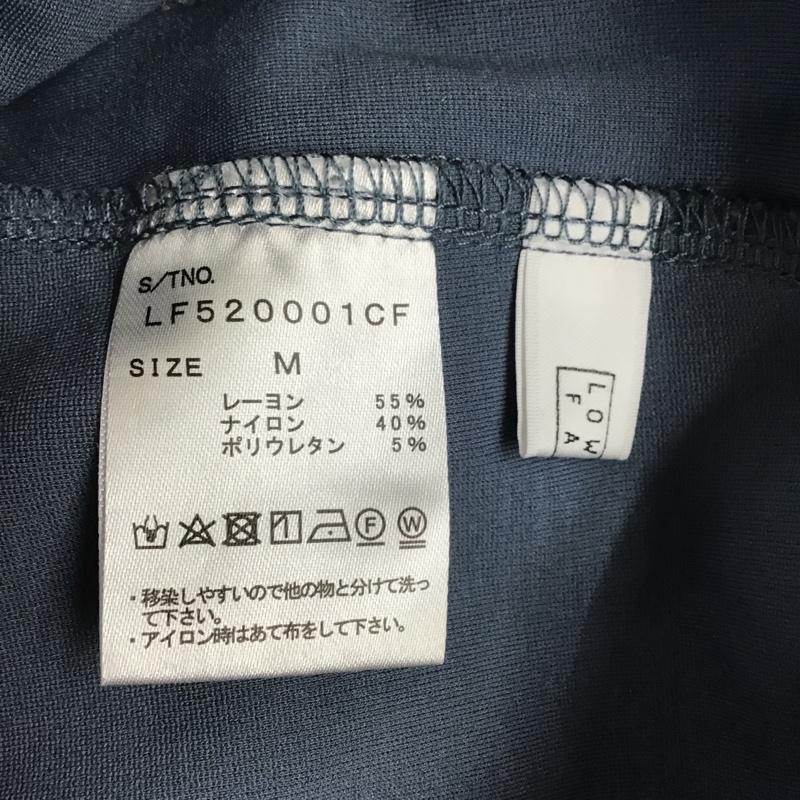 S/TNO.
LF520001CF
SIZE M
レーヨン 55%
ナイロン 40%
ポリウレタン 5%
F W
・移染しやすいので他の物と分けて洗っ
て下さい。
・アイロン時はあて布をして下さい。
LOW
FA